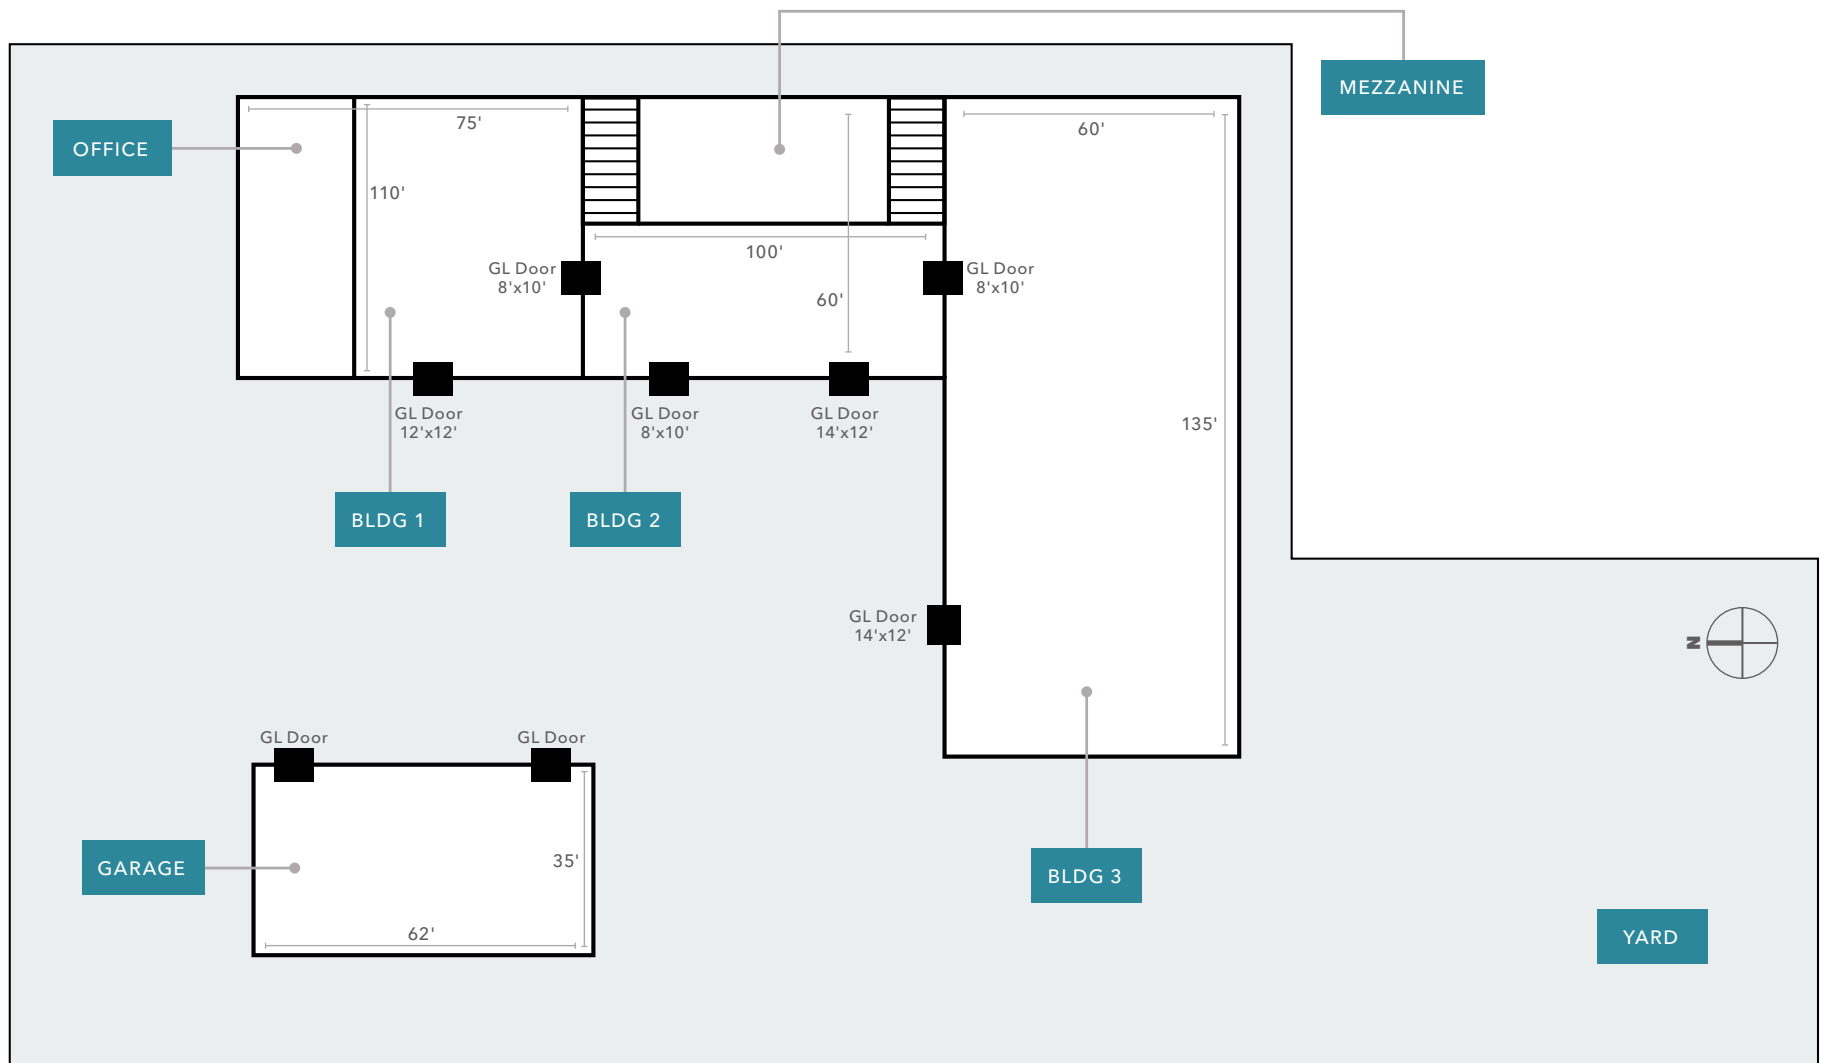 MEZZANINE
OFFICE
75'
60'
110'
100'
GL Door
8'x10'
GL Door
8'x10'
60'
GL Door
12'x12'
GL Door
8'x10'
GL Door
14'x12'
135'
BLDG 1
BLDG 2
GL Door
14'x12'
N
GL Door
GL Door
GARAGE
35'
62'
BLDG 3
YARD